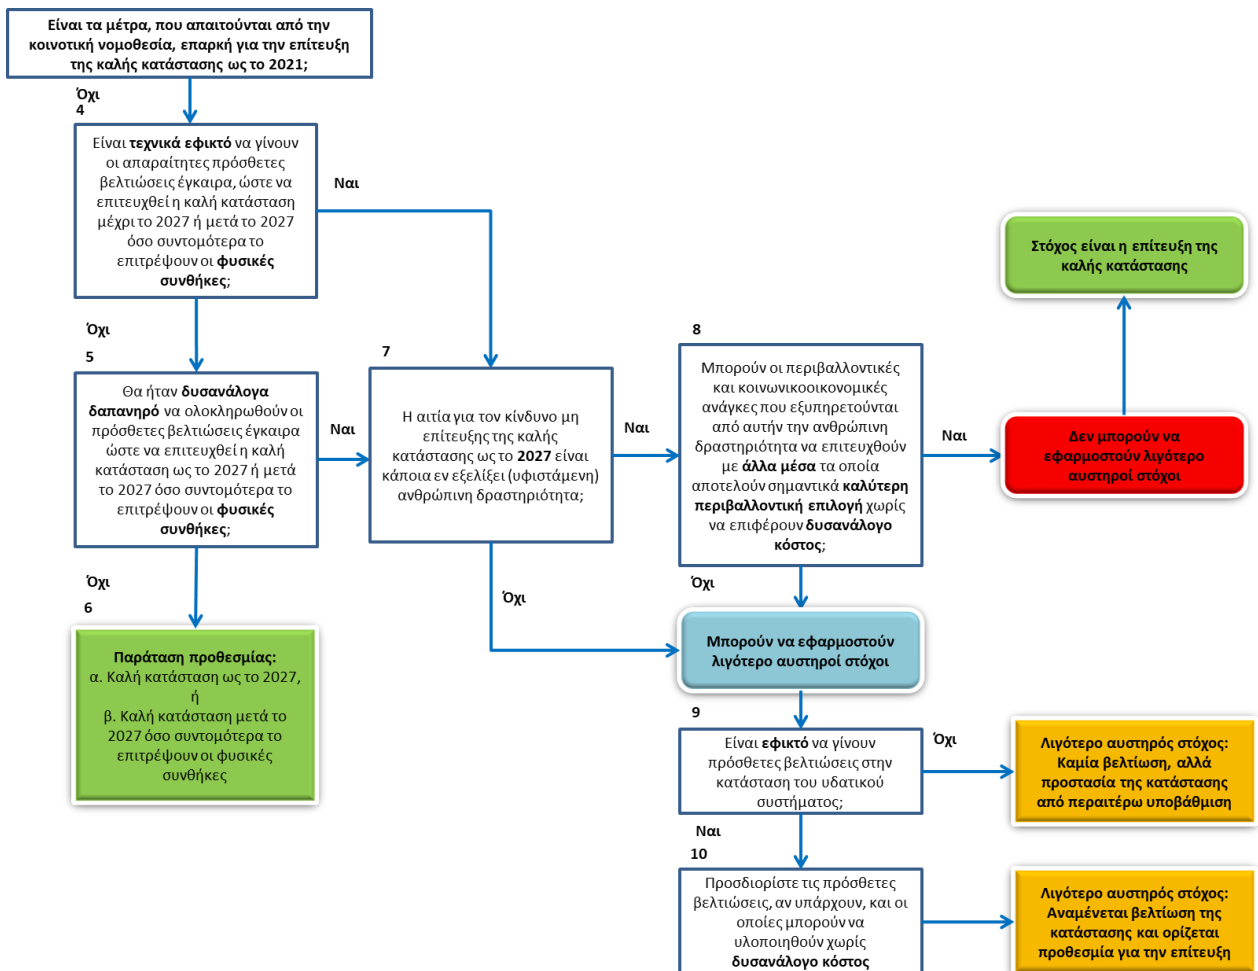 Είναι τα μέτρα, που απαιτούνται από την
κοινοτική νομοθεσία, επαρκή για την επίτευξη
της καλής κατάστασης ως το 2021;
Όχι
4
Είναι τεχνικά εφικτό να γίνουν
οι απαραίτητες πρόσθετες
βελτιώσεις έγκαιρα, ώστε να
επιτευχθεί η καλή κατάσταση
μέχρι το 2027 ή μετά το 2027
όσο συντομότερα το
επιτρέψουν οι φυσικές
συνθήκες;
Ναι
Όχι
5
Θα ήταν δυσανάλογα
δαπανηρό να ολοκληρωθούν οι
πρόσθετες βελτιώσεις έγκαιρα
ώστε να επιτευχθεί η καλή
κατάσταση ως το 2027 ή μετά
το 2027 όσο συντομότερα το
επιτρέψουν οι φυσικές
συνθήκες;
Ναι
Όχι
6
Παράταση προθεσμίας:
α. Καλή κατάσταση ως το 2027,
ή
β. Καλή κατάσταση μετά το
2027 όσο συντομότερα το
επιτρέψουν οι φυσικές
συνθήκες
7
Η αιτία για τον κίνδυνο μη
επίτευξης της καλής
κατάστασης ως το 2027 είναι
κάποια εν εξελίξει (υφιστάμενη)
ανθρώπινη δραστηριότητα;
Ναι
Όχι
8
Μπορούν οι περιβαλλοντικές
και κοινωνικοοικονομικές
ανάγκες που εξυπηρετούνται
από αυτήν την ανθρώπινη
δραστηριότητα να επιτευχθούν
με άλλα μέσα τα οποία
αποτελούν σημαντικά καλύτερη
περιβαλλοντική επιλογή χωρίς
να επιφέρουν δυσανάλογο
κόστος;
Ναι
Στόχος είναι η επίτευξη της
καλής κατάστασης
Δεν μπορούν να
εφαρμοστούν λιγότερο
αυστηροί στόχοι
Όχι
Μπορούν να εφαρμοστούν
λιγότερο αυστηροί στόχοι
9
Είναι εφικτό να γίνουν
πρόσθετες βελτιώσεις στην
κατάσταση του υδατικού
συστήματος;
Όχι
Λιγότερο αυστηρός στόχος:
Καμία βελτίωση, αλλά
προστασία της κατάστασης
από περαιτέρω υποβάθμιση
Ναι
10
Προσδιορίστε τις πρόσθετες
βελτιώσεις, αν υπάρχουν, και οι
οποίες μπορούν να
υλοποιηθούν χωρίς
δυσανάλογο κόστος
Λιγότερο αυστηρός στόχος:
Αναμένεται βελτίωση της
κατάστασης και ορίζεται
προθεσμία για την επίτευξη